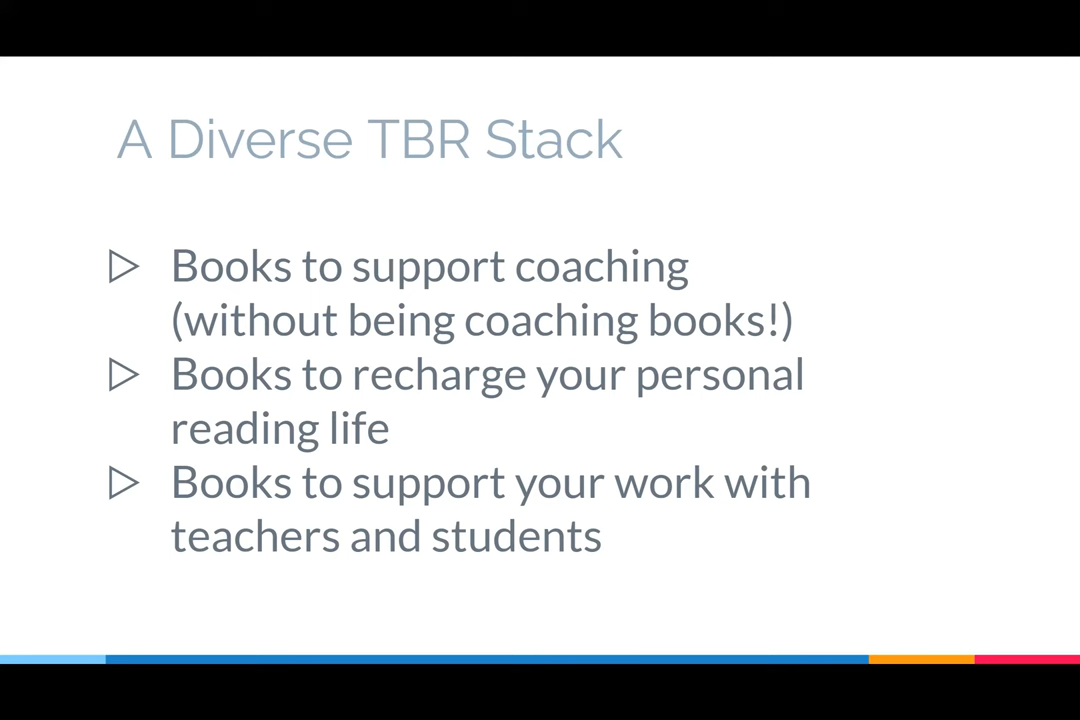 A Diverse TBR Stack
Books to support coaching
(without being coaching books!)
Books to recharge your personal
reading life
Books to support your work with
teachers and students